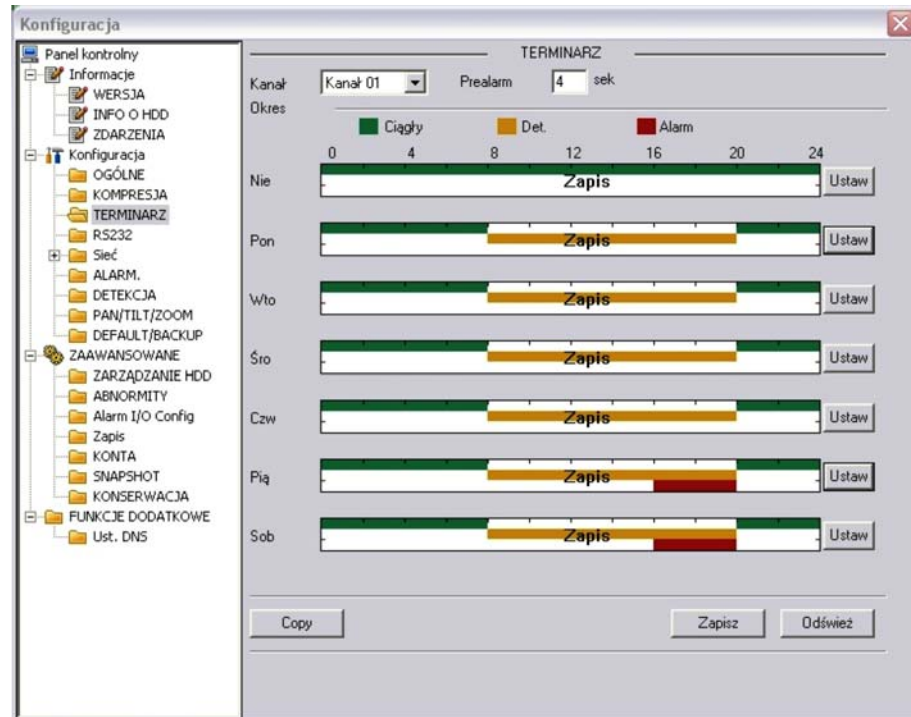 Konfiguracja
Panel kontrolny
Informacje
WERSJA
INFO O HDD
ZDARZENIA
Konfiguracja
OGÓLNE
KOMPRESJA
TERMINARZ
RS232
Sieć
ALARM.
DETEKCJA
PAN/TILT/ZOOM
DEFAULT/BACKUP
ZAAWANSOWANE
ZARZĄDZANIE HDD
ABNORMITY
Alarm I/O Config
Zapis
KONTA
SNAPSHOT
KONSERWACJA
FUNKCJE DODATKOWE
Ust. DNS
TERMINARZ
Kanał Kanał 01 Prealarm 4 sek
Okres
Ciągły Det. Alarm
0 4 8 12 16 20 24
Nie Zapis Ustaw
Pon Zapis Ustaw
Wto Zapis Ustaw
Śro Zapis Ustaw
Czw Zapis Ustaw
Pią Zapis Ustaw
Sob Zapis Ustaw
Copy Zapisz Odśwież